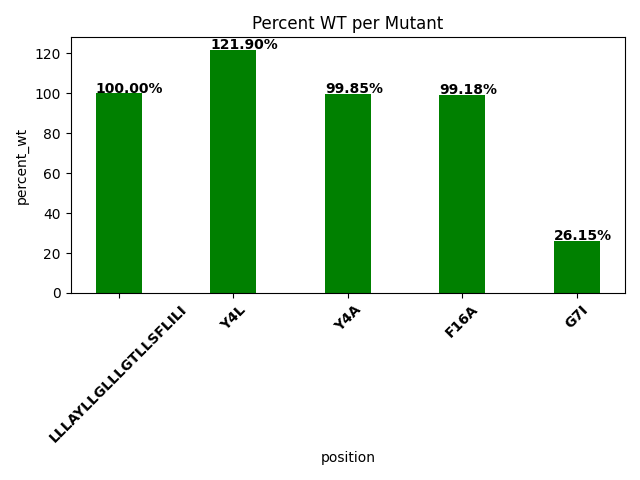 Percent WT per Mutant
percent_wt
120
100
80
60
40
20
0
100.00%
121.90%
99.85%
99.18%
26.15%
LLLAYLLGLLLGTLLSFLILI
Y4L
Y4A
F16A
G7I
position